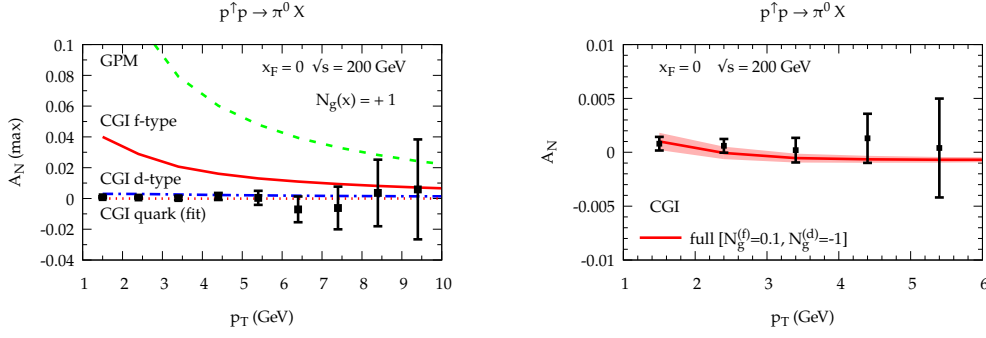 p↑p → π⁰ X
0.1
0.08
0.06
0.04
0.02
0
-0.02
-0.04
A_N (max)
GPM
x_F = 0 √s = 200 GeV
N_g(x) = + 1
CGI f-type
CGI d-type
CGI quark (fit)
1 2 3 4 5 6 7 8 9 10
p_T (GeV)
p↑p → π⁰ X
0.01
0.005
0
-0.005
-0.01
A_N
x_F = 0 √s = 200 GeV
CGI
full [N_g^(f)=0.1, N_g^(d)=-1]
1 2 3 4 5 6
p_T (GeV)